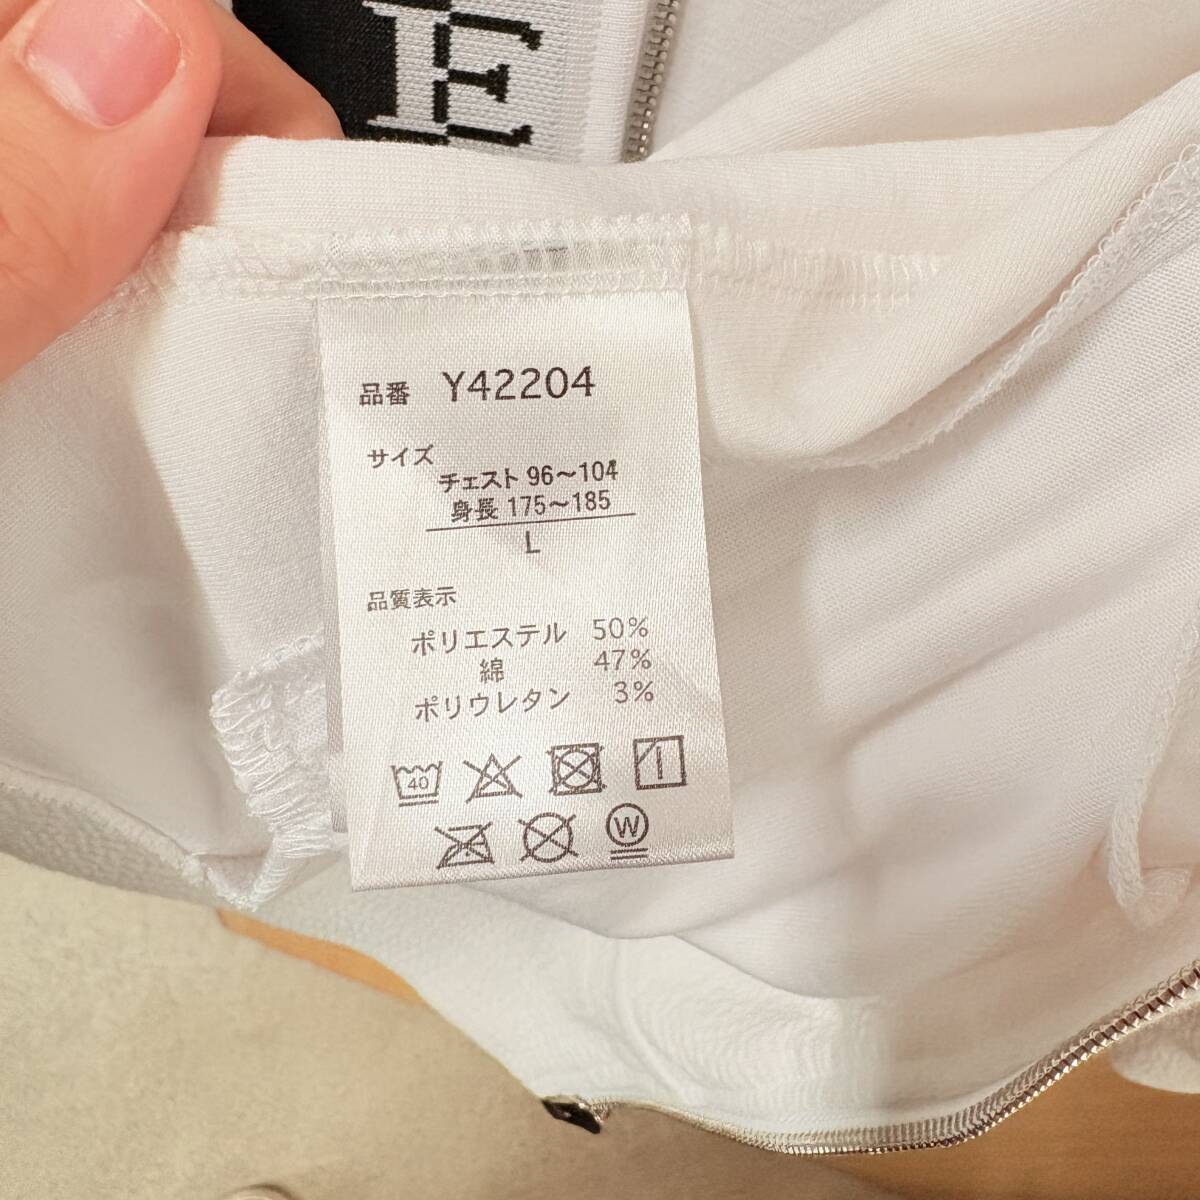 E
品番 Y42204
サイズ
チェスト 96～104
身長 175～185
L
品質表示
ポリエステル 50%
綿 47%
ポリウレタン 3%
40
W